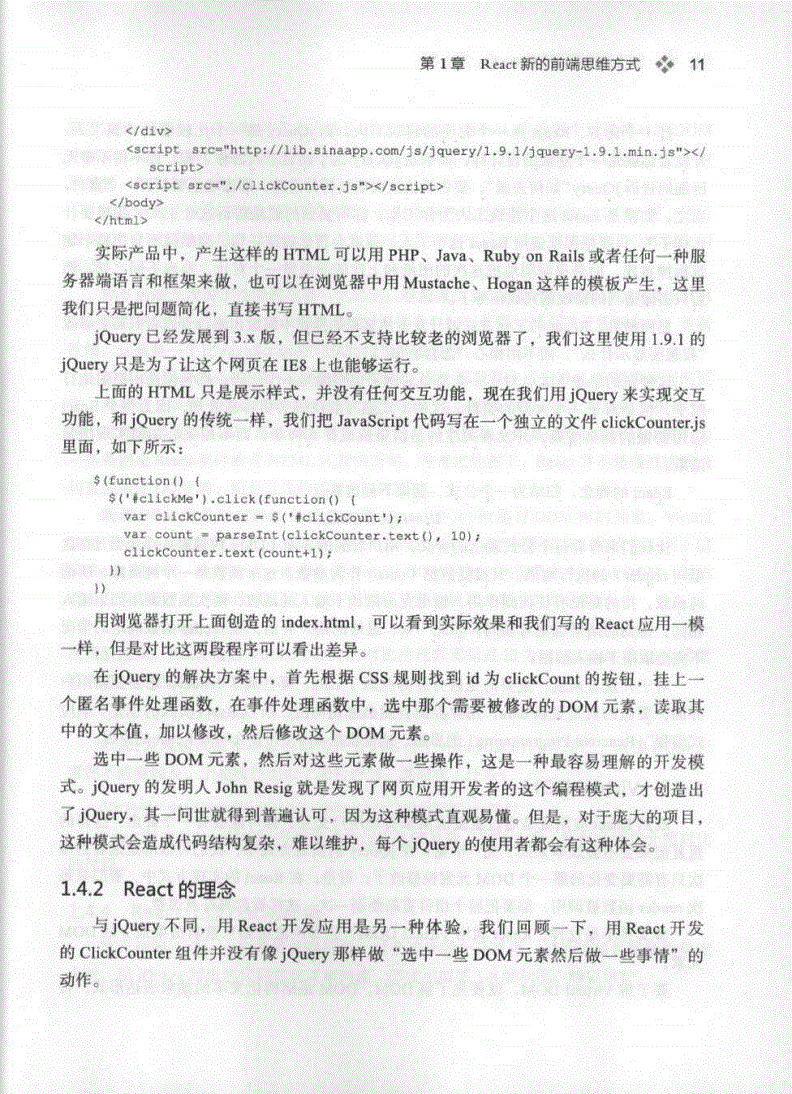 第 1 章 React 新的前端思维方式 11
</div>
<script src="http://lib.sinaapp.com/js/jquery/1.9.1/jquery-1.9.1.min.js"></
script>
<script src="./clickCounter.js"></script>
</body>
</html>
实际产品中，产生这样的 HTML 可以用 PHP、Java、Ruby on Rails 或者任何一种服
务器端语言和框架来做，也可以在浏览器中用 Mustache、Hogan 这样的模板产生，这里
我们只是把问题简化，直接书写 HTML。
jQuery 已经发展到 3.x 版，但已经不支持比较老的浏览器了，我们这里使用 1.9.1 的
jQuery 只是为了让这个网页在 IE8 上也能够运行。
上面的 HTML 只是展示样式，并没有任何交互功能，现在我们用 jQuery 来实现交互
功能，和 jQuery 的传统一样，我们把 JavaScript 代码写在一个独立的文件 clickCounter.js
里面，如下所示：
$(function() {
$('#clickMe').click(function() {
var clickCounter = $('#clickCount');
var count = parseInt(clickCounter.text(), 10);
clickCounter.text(count+1);
})
})
用浏览器打开上面创造的 index.html，可以看到实际效果和我们写的 React 应用一模
一样，但是对比这两段程序可以看出差异。
在 jQuery 的解决方案中，首先根据 CSS 规则找到 id 为 clickCount 的按钮，挂上一
个匿名事件处理函数，在事件处理函数中，选中那个需要被修改的 DOM 元素，读取其
中的文本值，加以修改，然后修改这个 DOM 元素。
选中一些 DOM 元素，然后对这些元素做一些操作，这是一种最容易理解的开发模
式。jQuery 的发明人 John Resig 就是发现了网页应用开发者的这个编程模式，才创造出
了 jQuery，其一问世就得到普遍认可，因为这种模式直观易懂。但是，对于庞大的项目，
这种模式会造成代码结构复杂，难以维护，每个 jQuery 的使用者都会有这种体会。
1.4.2 React 的理念
与 jQuery 不同，用 React 开发应用是另一种体验，我们回顾一下，用 React 开发
的 ClickCounter 组件并没有像 jQuery 那样做“选中一些 DOM 元素然后做一些事情”的
动作。